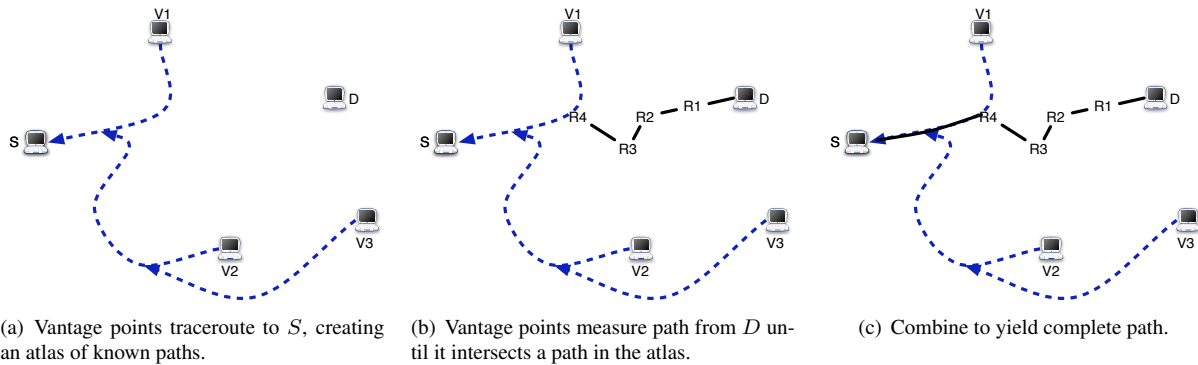 V1
D
S
V2
V3
(a) Vantage points traceroute to S, creating
an atlas of known paths.
V1
D
R1
R2
R4
S
R3
V3
V2
(b) Vantage points measure path from D un-
til it intersects a path in the atlas.
V1
D
R1
R2
R4
S
R3
V3
V2
(c) Combine to yield complete path.